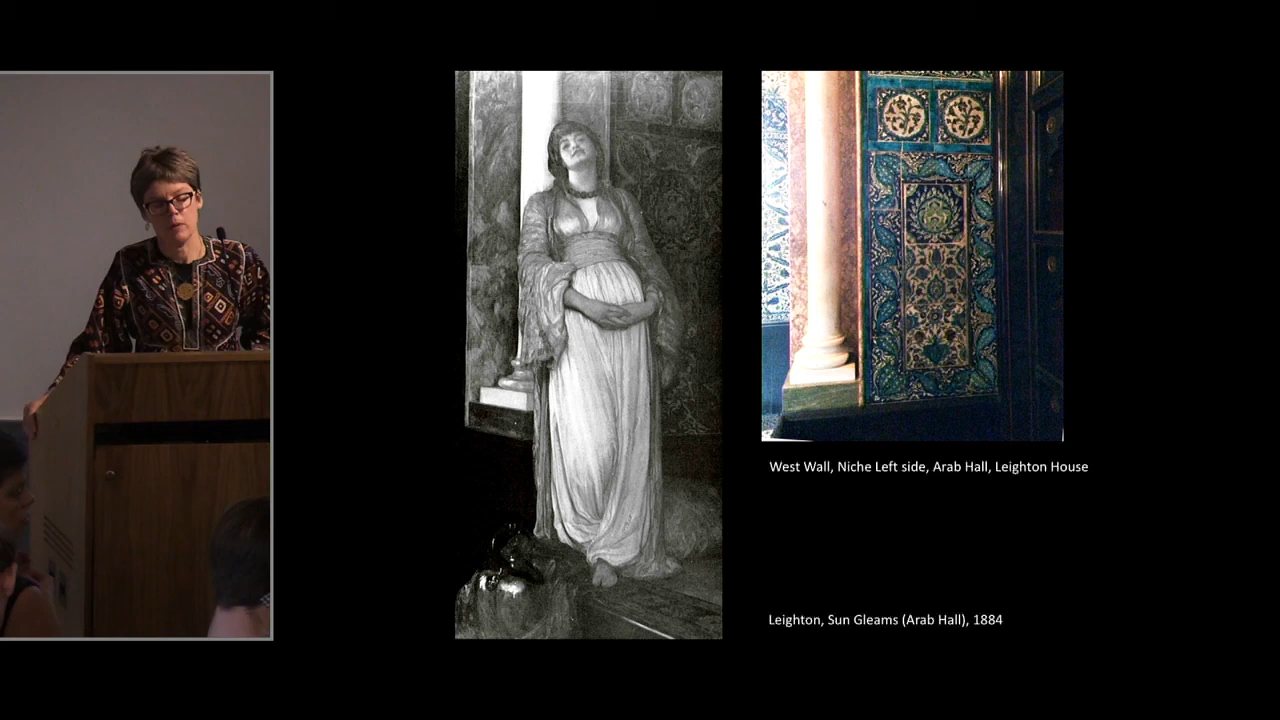 West Wall, Niche Left side, Arab Hall, Leighton House
Leighton, Sun Gleams (Arab Hall), 1884